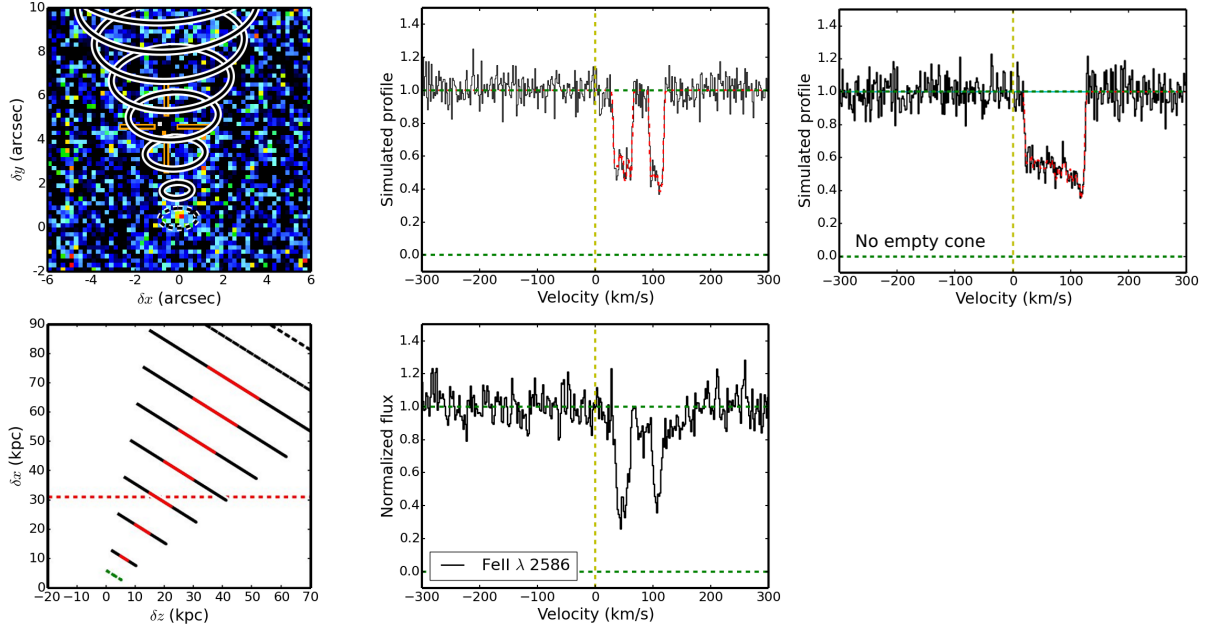 10
8
6
4
2
0
−2
δy (arcsec)
−6 -4 -2 0 2 4 6
δx (arcsec)
1.4
1.2
1.0
0.8
0.6
0.4
0.2
0.0
Simulated profile
−300 −200 −100 0 100 200 300
Velocity (km/s)
1.4
1.2
1.0
0.8
0.6
0.4
0.2
0.0
Simulated profile
No empty cone
−300 −200 −100 0 100 200 300
Velocity (km/s)
90
80
70
60
50
40
30
20
10
0
δx (kpc)
−20 −10 0 10 20 30 40 50 60 70
δz (kpc)
1.4
1.2
1.0
0.8
0.6
0.4
0.2
0.0
Normalized flux
FeII λ 2586
−300 −200 −100 0 100 200 300
Velocity (km/s)